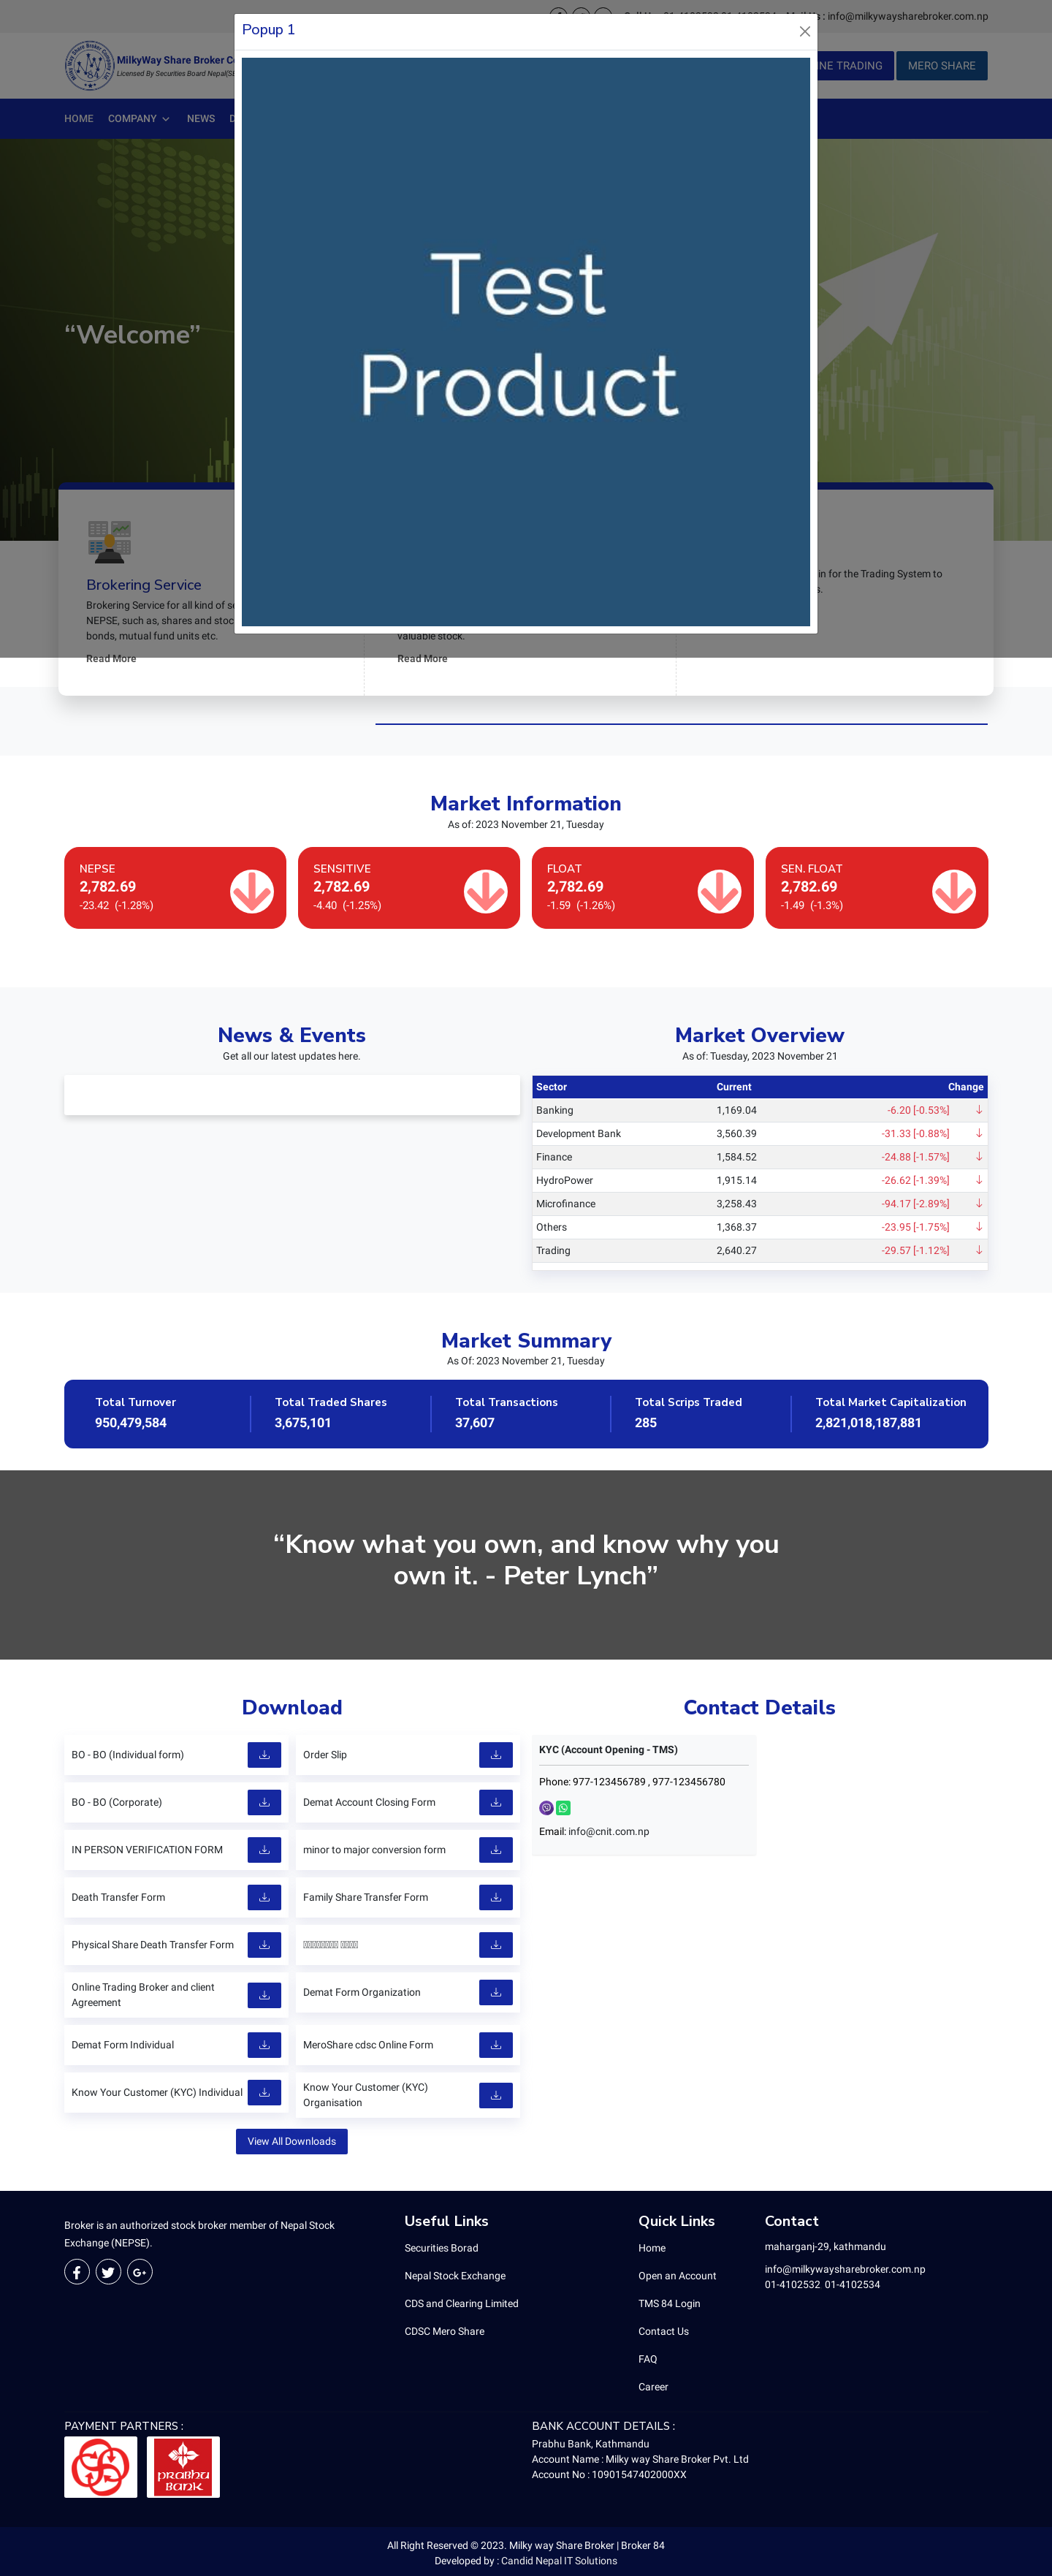 Popup 1
info@milkywaysharebroker.com.np
MilkyWay Share Broker
Licensed By Securities Board
TRADING
MERO SHARE
HOME
COMPANY
NEWS
Test
Product
“Welcome”
Brokering Service
Brokering Service for all kind of
NEPSE, such as, shares and
bonds, mutual fund units etc.
Read More
valuable stock.
Read More
in for the Trading System to
Market Information
As of: 2023 November 21, Tuesday
NEPSE
2,782.69
-23.42 (-1.28%)
SENSITIVE
2,782.69
-4.40 (-1.25%)
FLOAT
2,782.69
-1.59 (-1.26%)
SEN. FLOAT
2,782.69
-1.49 (-1.3%)
News & Events
Get all our latest updates here.
Market Overview
As of: Tuesday, 2023 November 21
Sector Current Change
Banking 1,169.04 -6.20 [-0.53%]
Development Bank 3,560.39 -31.33 [-0.88%]
Finance 1,584.52 -24.88 [-1.57%]
HydroPower 1,915.14 -26.62 [-1.39%]
Microfinance 3,258.43 -94.17 [-2.89%]
Others 1,368.37 -23.95 [-1.75%]
Trading 2,640.27 -29.57 [-1.12%]
Market Summary
As Of: 2023 November 21, Tuesday
Total Turnover
950,479,584
Total Traded Shares
3,675,101
Total Transactions
37,607
Total Scrips Traded
285
Total Market Capitalization
2,821,018,187,881
“Know what you own, and know why you
own it. - Peter Lynch”
Download
BO - BO (Individual form)
Order Slip
BO - BO (Corporate)
Demat Account Closing Form
IN PERSON VERIFICATION FORM
minor to major conversion form
Death Transfer Form
Family Share Transfer Form
Physical Share Death Transfer Form
Online Trading Broker and client
Agreement
Demat Form Organization
Demat Form Individual
MeroShare cdsc Online Form
Know Your Customer (KYC) Individual
Know Your Customer (KYC)
Organisation
View All Downloads
Contact Details
KYC (Account Opening - TMS)
Phone: 977-123456789 , 977-123456780
Email: info@cnit.com.np
Broker is an authorized stock broker member of Nepal Stock
Exchange (NEPSE).
Useful Links
Securities Borad
Nepal Stock Exchange
CDS and Clearing Limited
CDSC Mero Share
Quick Links
Home
Open an Account
TMS 84 Login
Contact Us
FAQ
Career
Contact
maharganj-29, kathmandu
info@milkywaysharebroker.com.np
01-4102532 01-4102534
PAYMENT PARTNERS :
PRABHU
BANK
BANK ACCOUNT DETAILS :
Prabhu Bank, Kathmandu
Account Name : Milky way Share Broker Pvt. Ltd
Account No : 10901547402000XX
All Right Reserved © 2023. Milky way Share Broker | Broker 84
Developed by : Candid Nepal IT Solutions